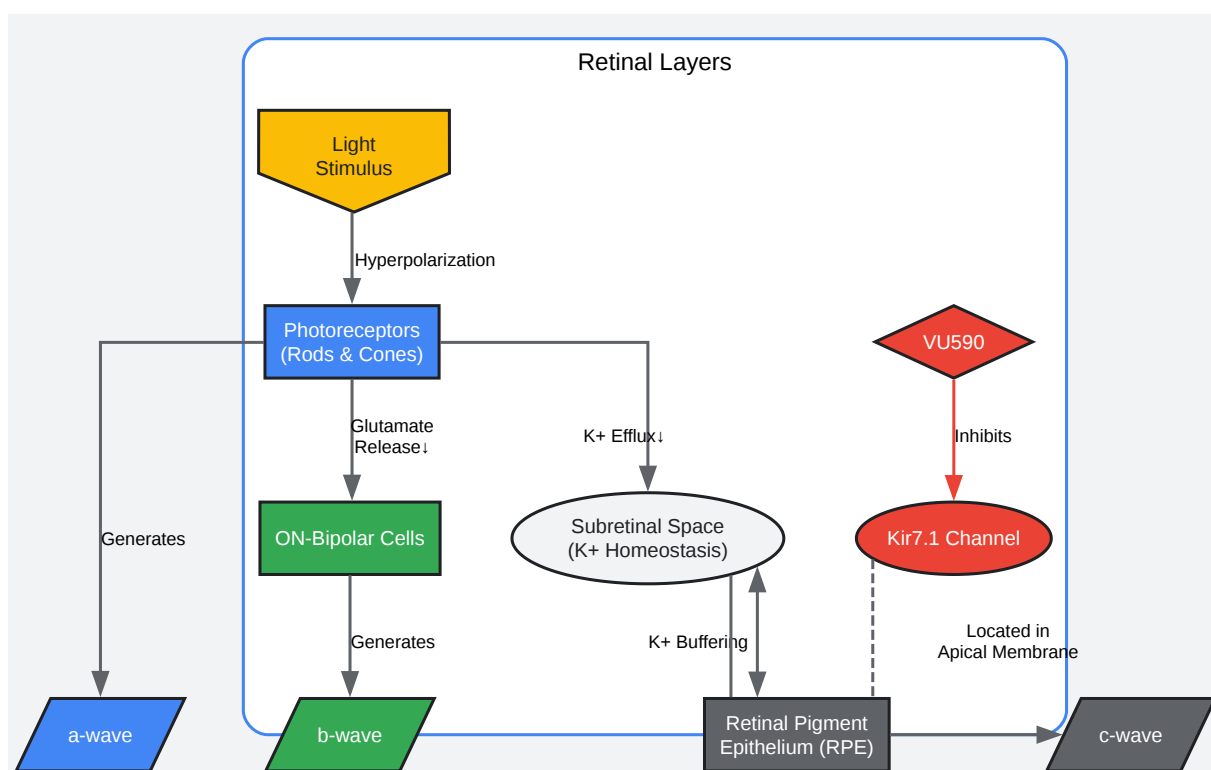 Retinal Layers
Light
Stimulus
Hyperpolarization
Photoreceptors
(Rods & Cones)
VU590
Glutamate
Release↓
K+ Efflux↓
Inhibits
Generates
ON-Bipolar Cells
Subretinal Space
(K+ Homeostasis)
Kir7.1 Channel
Generates
K+ Buffering
Located in
Apical Membrane
a-wave
b-wave
Retinal Pigment
Epithelium (RPE)
c-wave